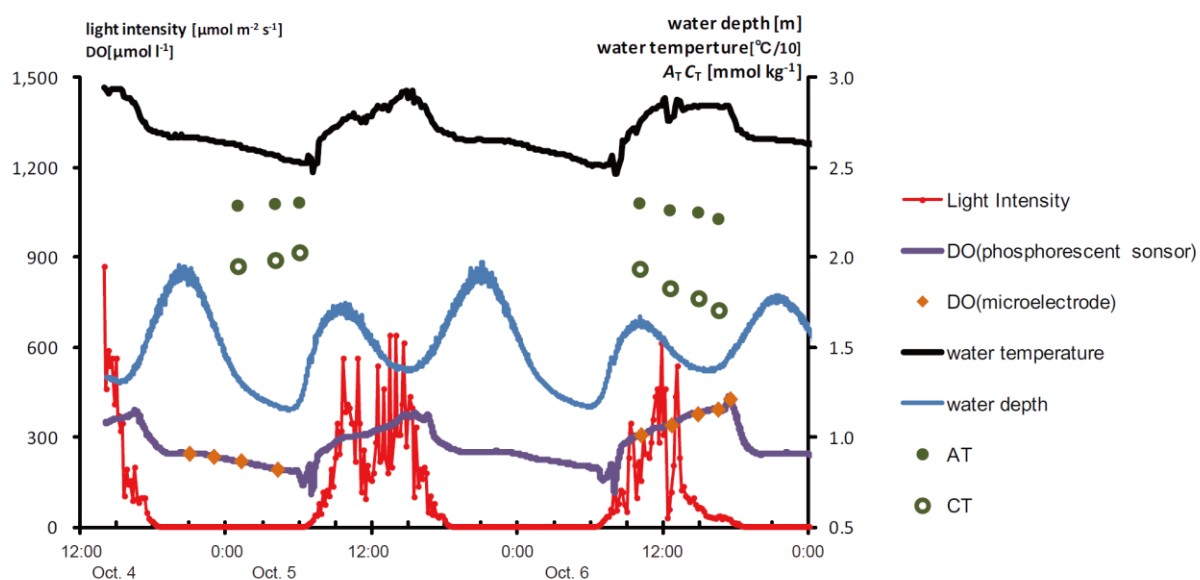 light intensity [μmol m-2 s-1]
DO[μmol l-1]
water depth [m]
water temperture[℃/10]
AT CT [mmol kg-1]
1,500
1,200
900
600
300
0
3.0
2.5
2.0
1.5
1.0
0.5
12:00
0:00
12:00
0:00
12:00
0:00
Oct. 4
Oct. 5
Oct. 6
Light Intensity
DO(phosphorescent sonsor)
DO(microelectrode)
water temperature
water depth
AT
CT